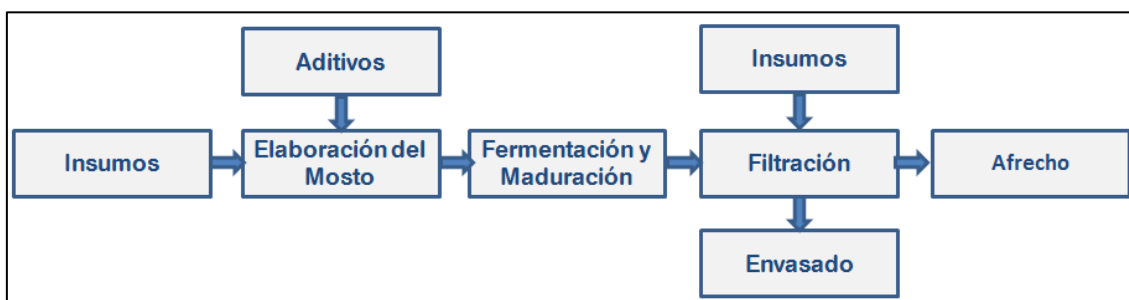 Aditivos
Insumos
Insumos
Elaboración del
Mosto
Fermentación y
Maduración
Filtración
Afrecho
Envasado